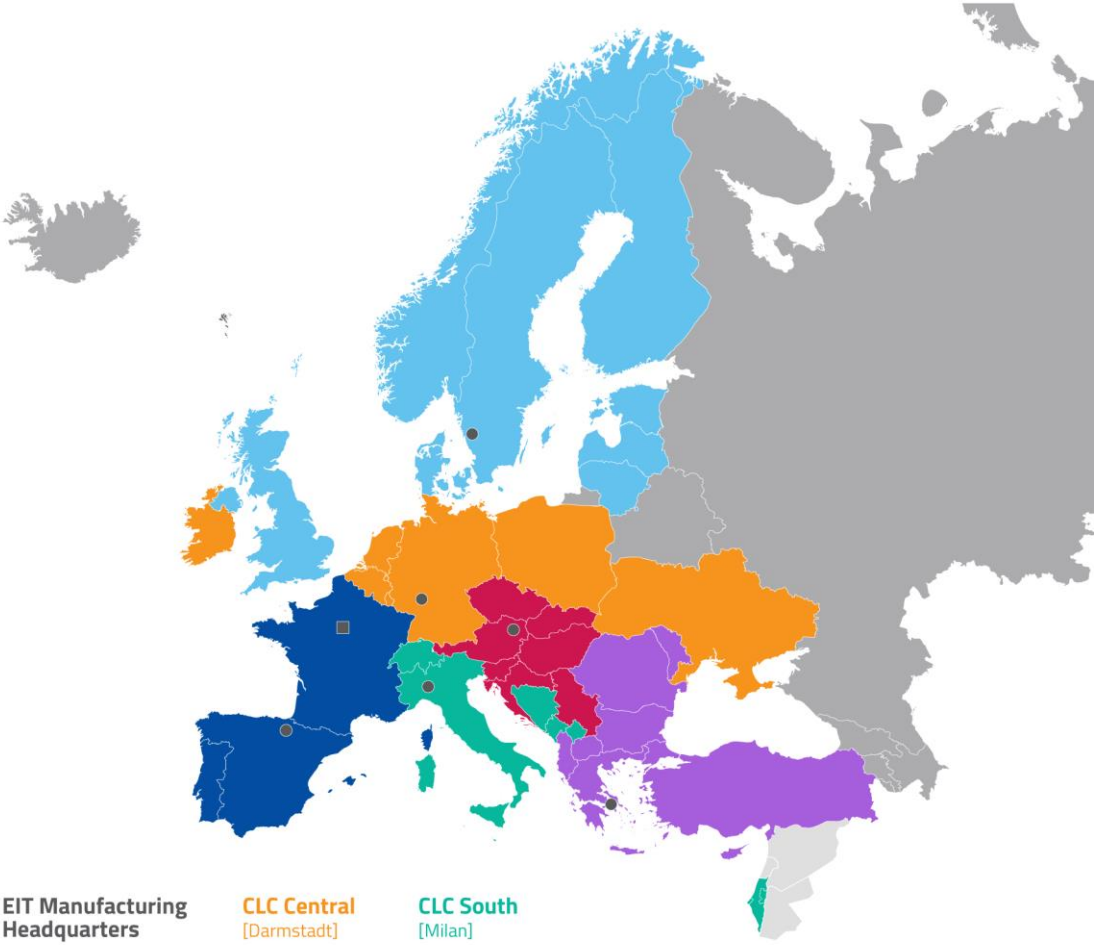 EIT Manufacturing
Headquarters
CLC Central
[Darmstadt]
CLC South
[Milan]